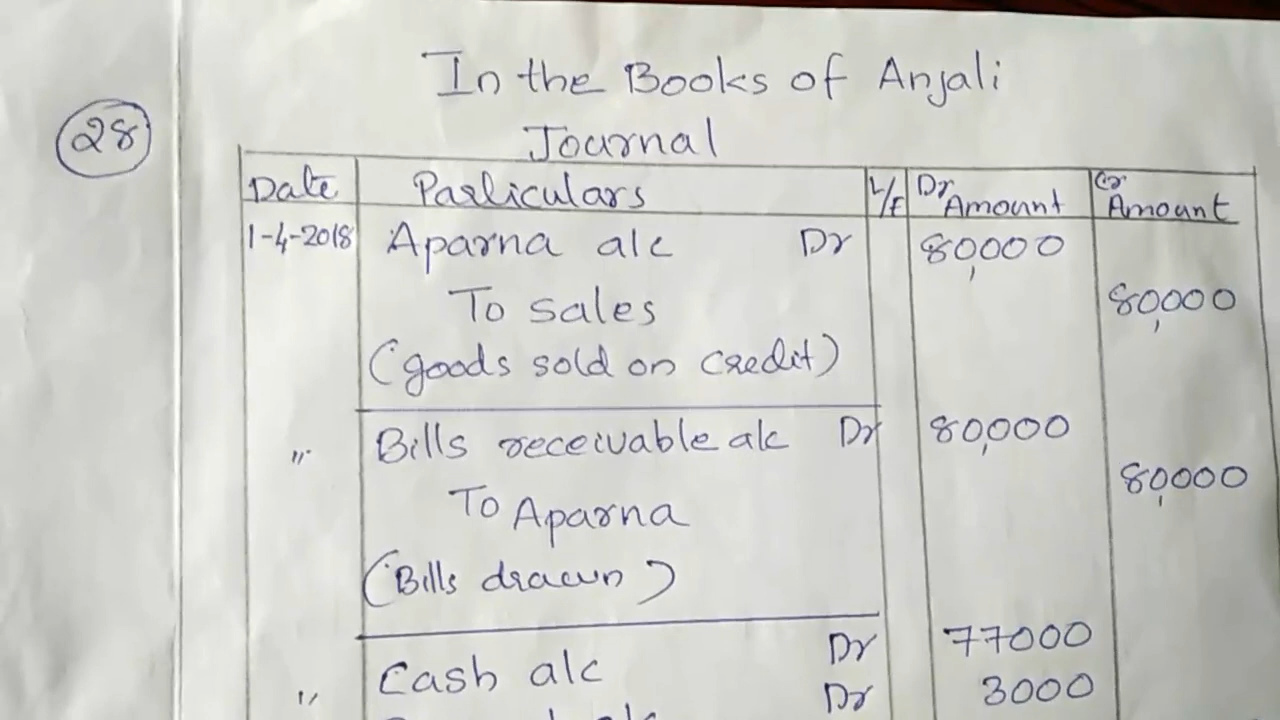 In the Books of Anjali
28
Journal
Date Particulars L/F Dr Amount Cr Amount
1-4-2018 Aparna a/c Dr 80,000
To sales 80,000
(goods sold on credit)
" Bills receivable a/c Dr 80,000
To Aparna 80,000
(Bills drawn)
" Cash a/c Dr 77000
Dr 3000